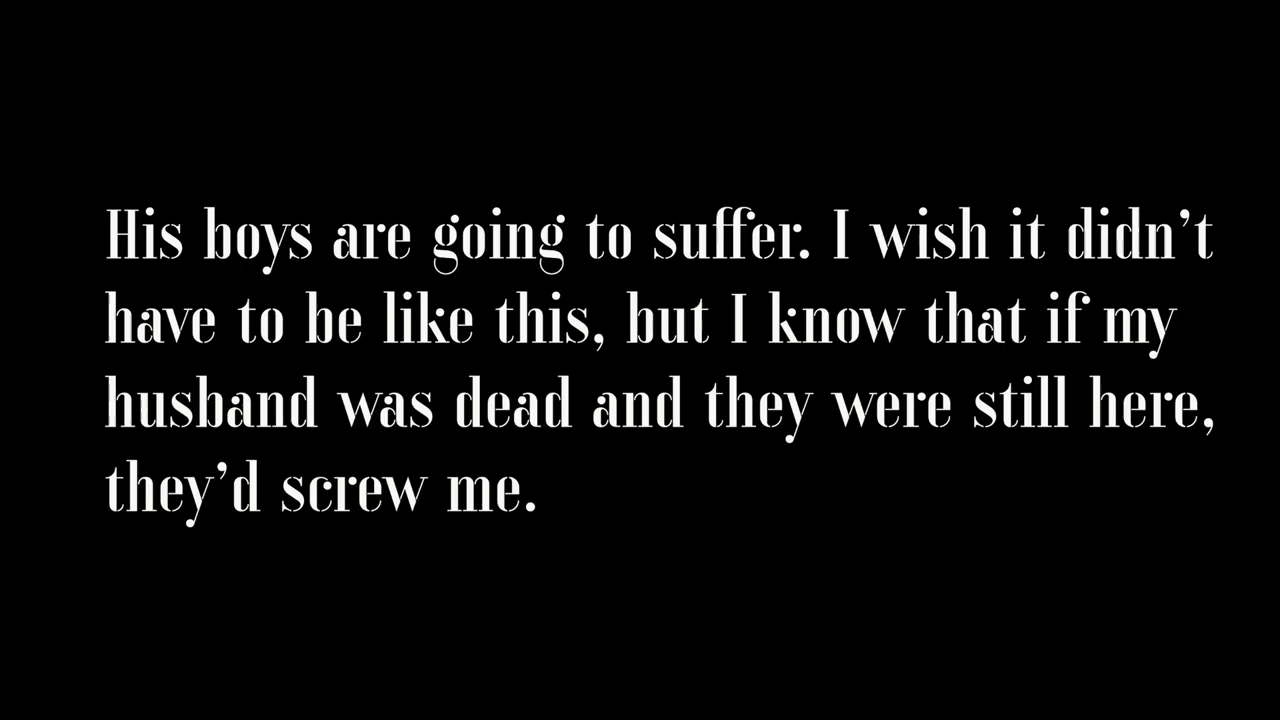 His boys are going to suffer. I wish it didn’t
have to be like this, but I know that if my
husband was dead and they were still here,
they’d screw me.